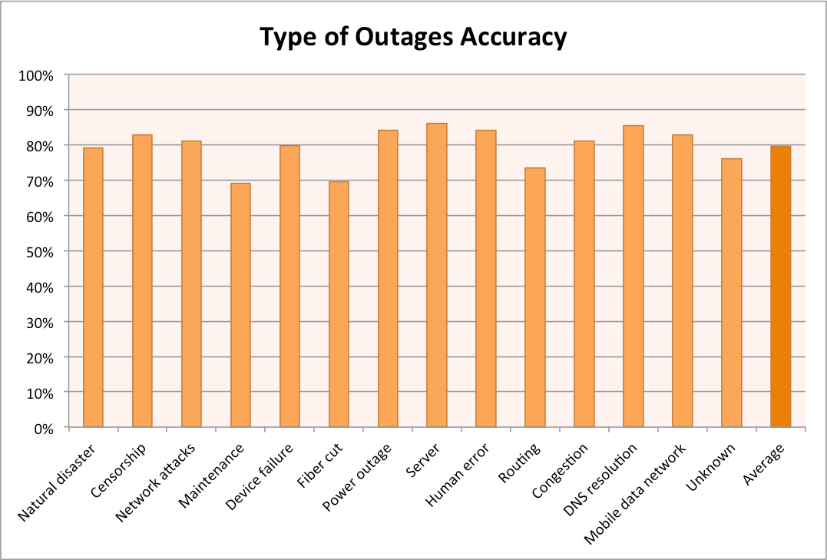 Type of Outages Accuracy
100%
90%
80%
70%
60%
50%
40%
30%
20%
10%
0%
Natural disaster
Censorship
Network attacks
Maintenance
Device failure
Fiber cut
Power outage
Server
Human error
Routing
Congestion
DNS resolution
Mobile data network
Unknown
Average